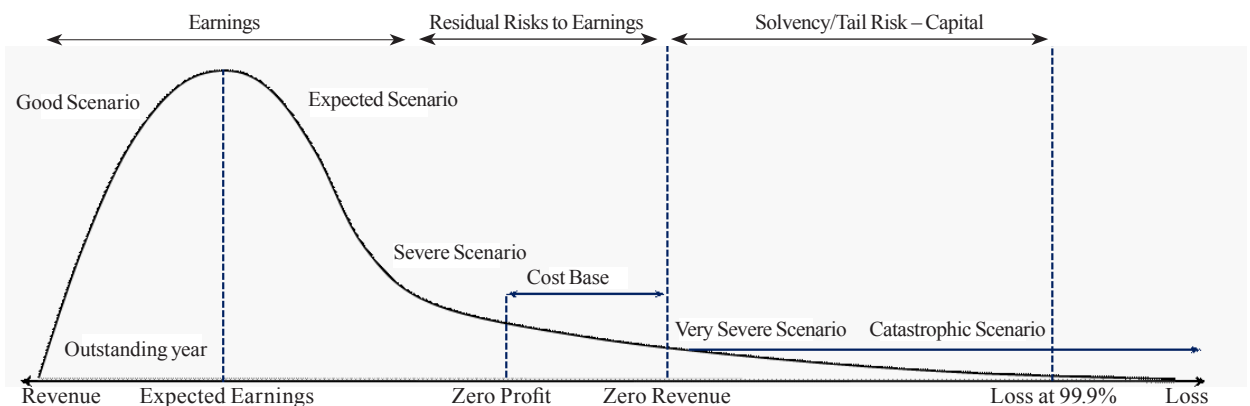 Earnings
Residual Risks to Earnings
Solvency/Tail Risk – Capital
Good Scenario
Expected Scenario
Severe Scenario
Cost Base
Very Severe Scenario
Catastrophic Scenario
Outstanding year
Revenue
Expected Earnings
Zero Profit
Zero Revenue
Loss at 99.9%
Loss